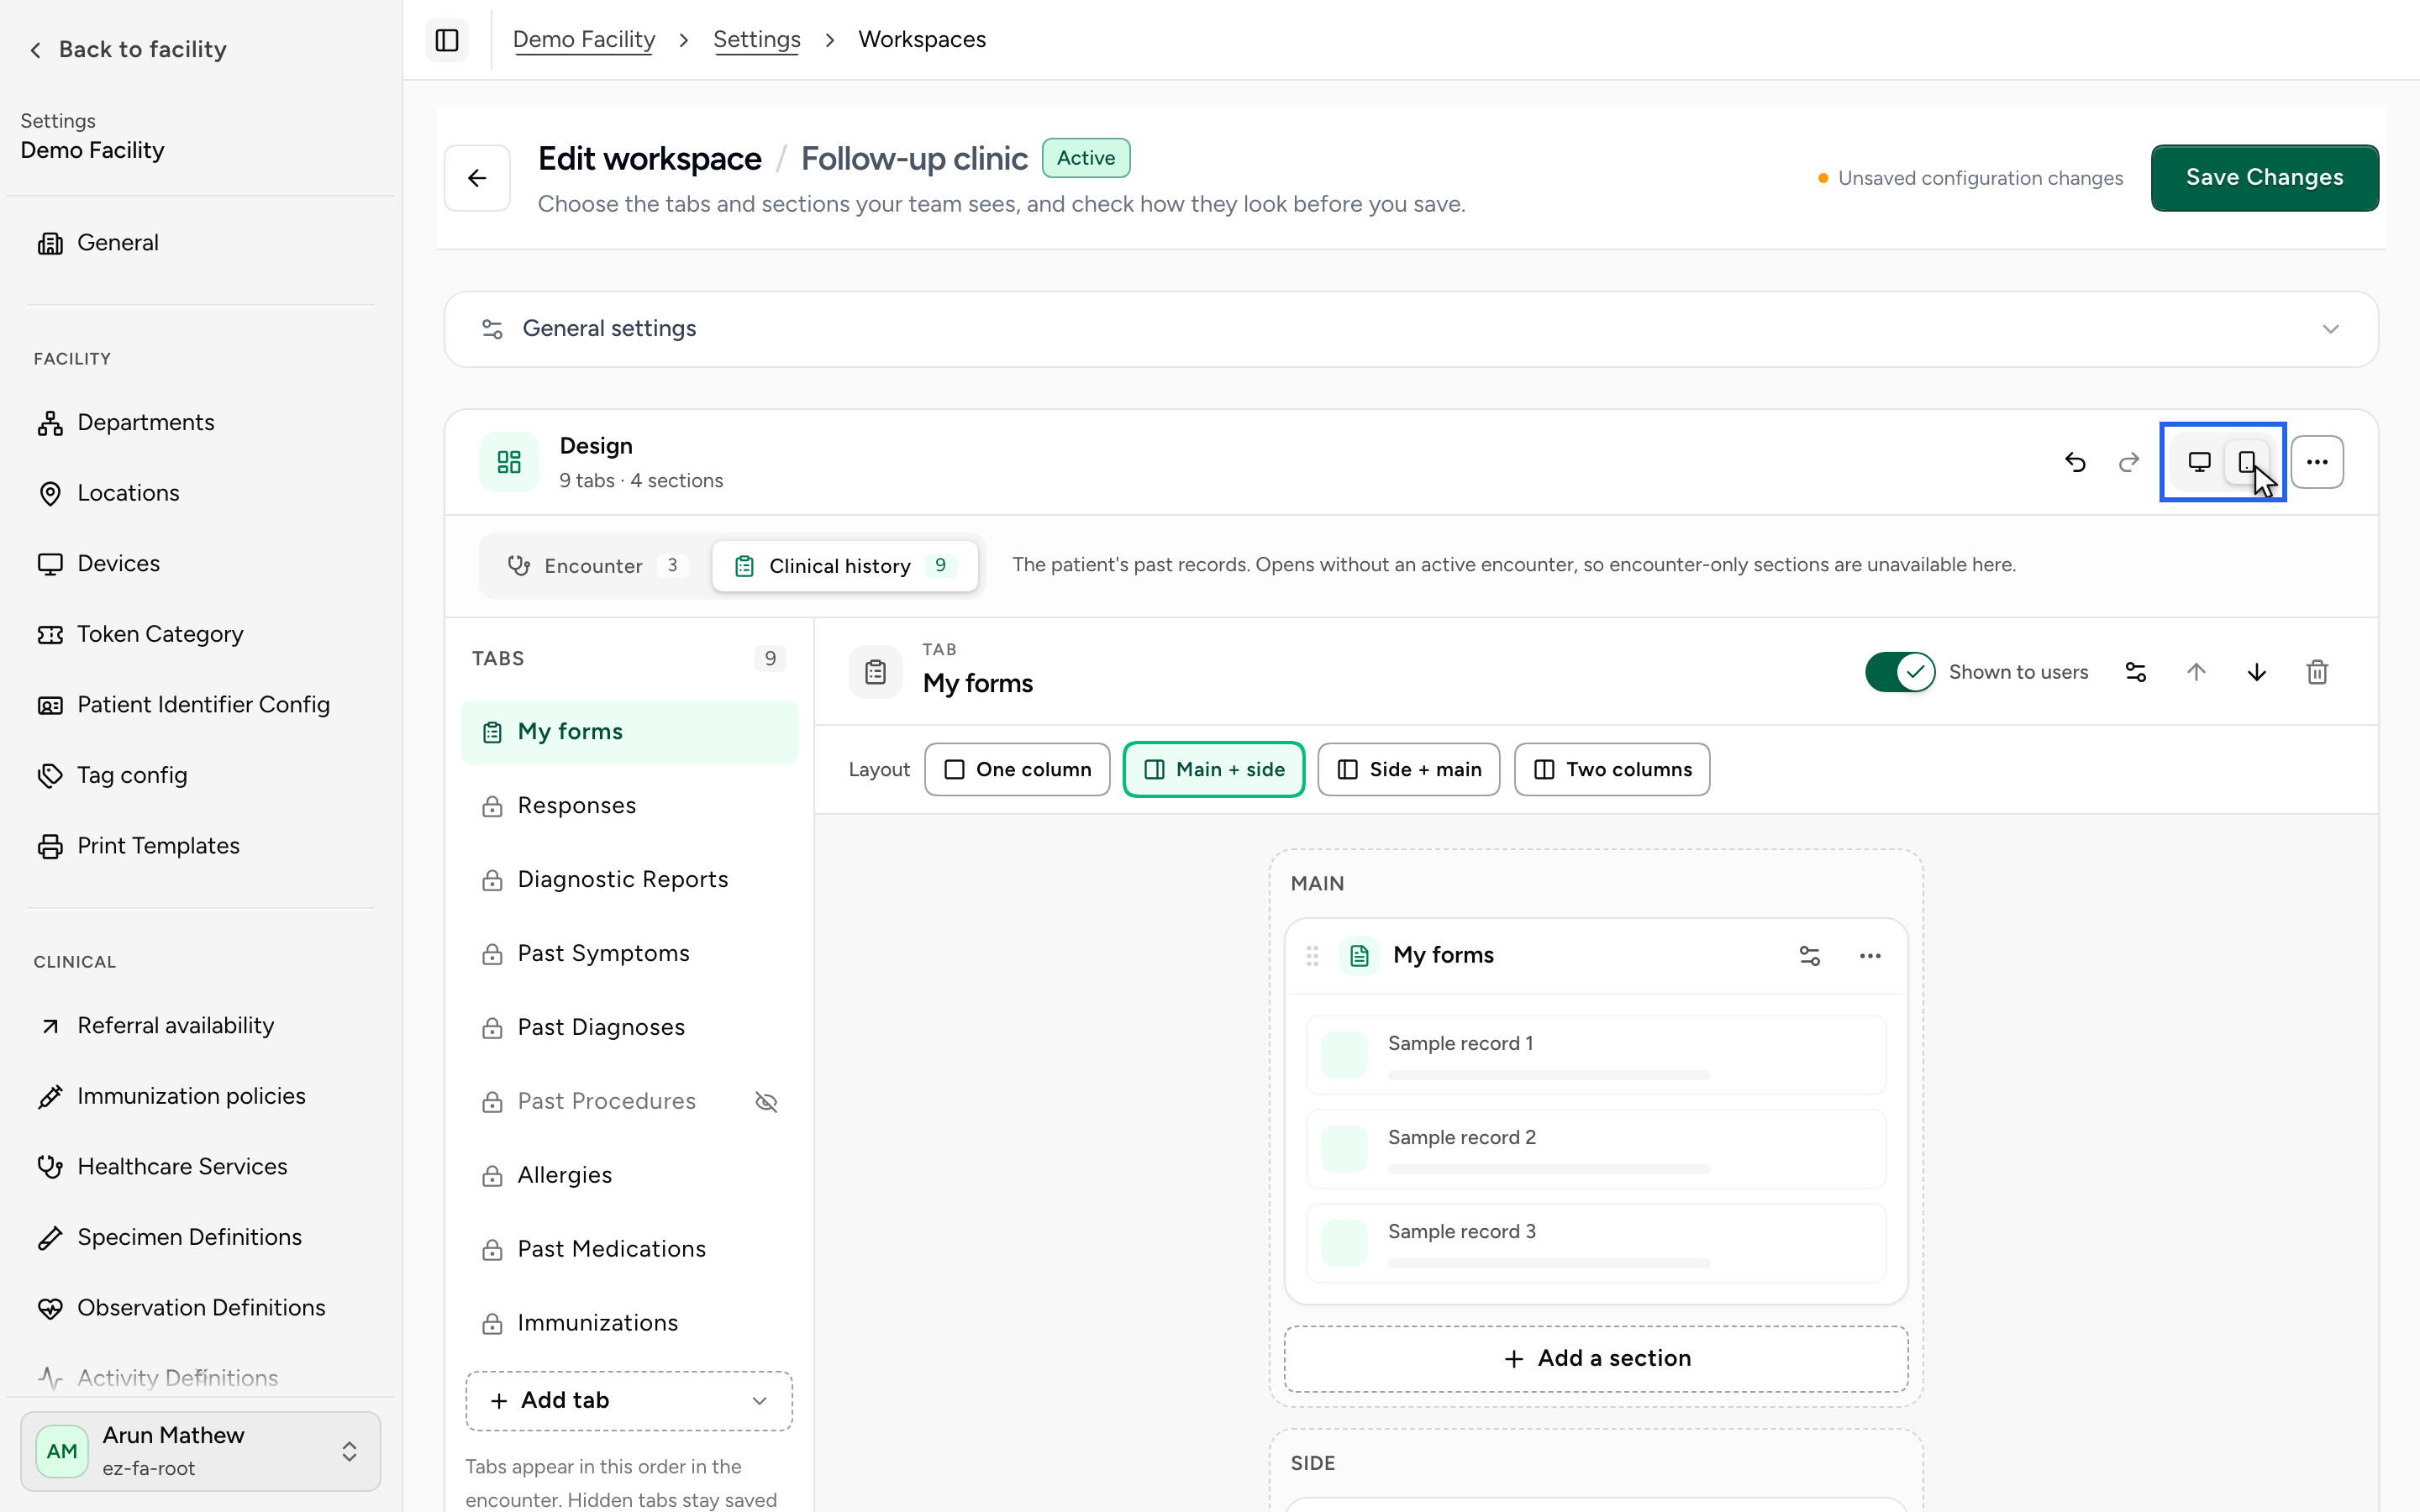 Back to facility
Settings
Demo Facility
General
FACILITY
Departments
Locations
Devices
Token Category
Patient Identifier Config
Tag config
Print Templates
CLINICAL
Referral availability
Immunization policies
Healthcare Services
Specimen Definitions
Observation Definitions
Activity Definitions
AM
Arun Mathew
ez-fa-root
Demo Facility > Settings > Workspaces
Edit workspace / Follow-up clinic Active
Choose the tabs and sections your team sees, and check how they look before you save.
Unsaved configuration changes
Save Changes
General settings
Design
9 tabs · 4 sections
Encounter 3
Clinical history 9
The patient's past records. Opens without an active encounter, so encounter-only sections are unavailable here.
TABS 9
My forms
Responses
Diagnostic Reports
Past Symptoms
Past Diagnoses
Past Procedures
Allergies
Past Medications
Immunizations
+ Add tab
Tabs appear in this order in the
encounter. Hidden tabs stay saved
TAB
My forms
Shown to users
Layout
One column
Main + side
Side + main
Two columns
MAIN
My forms
Sample record 1
Sample record 2
Sample record 3
+ Add a section
SIDE